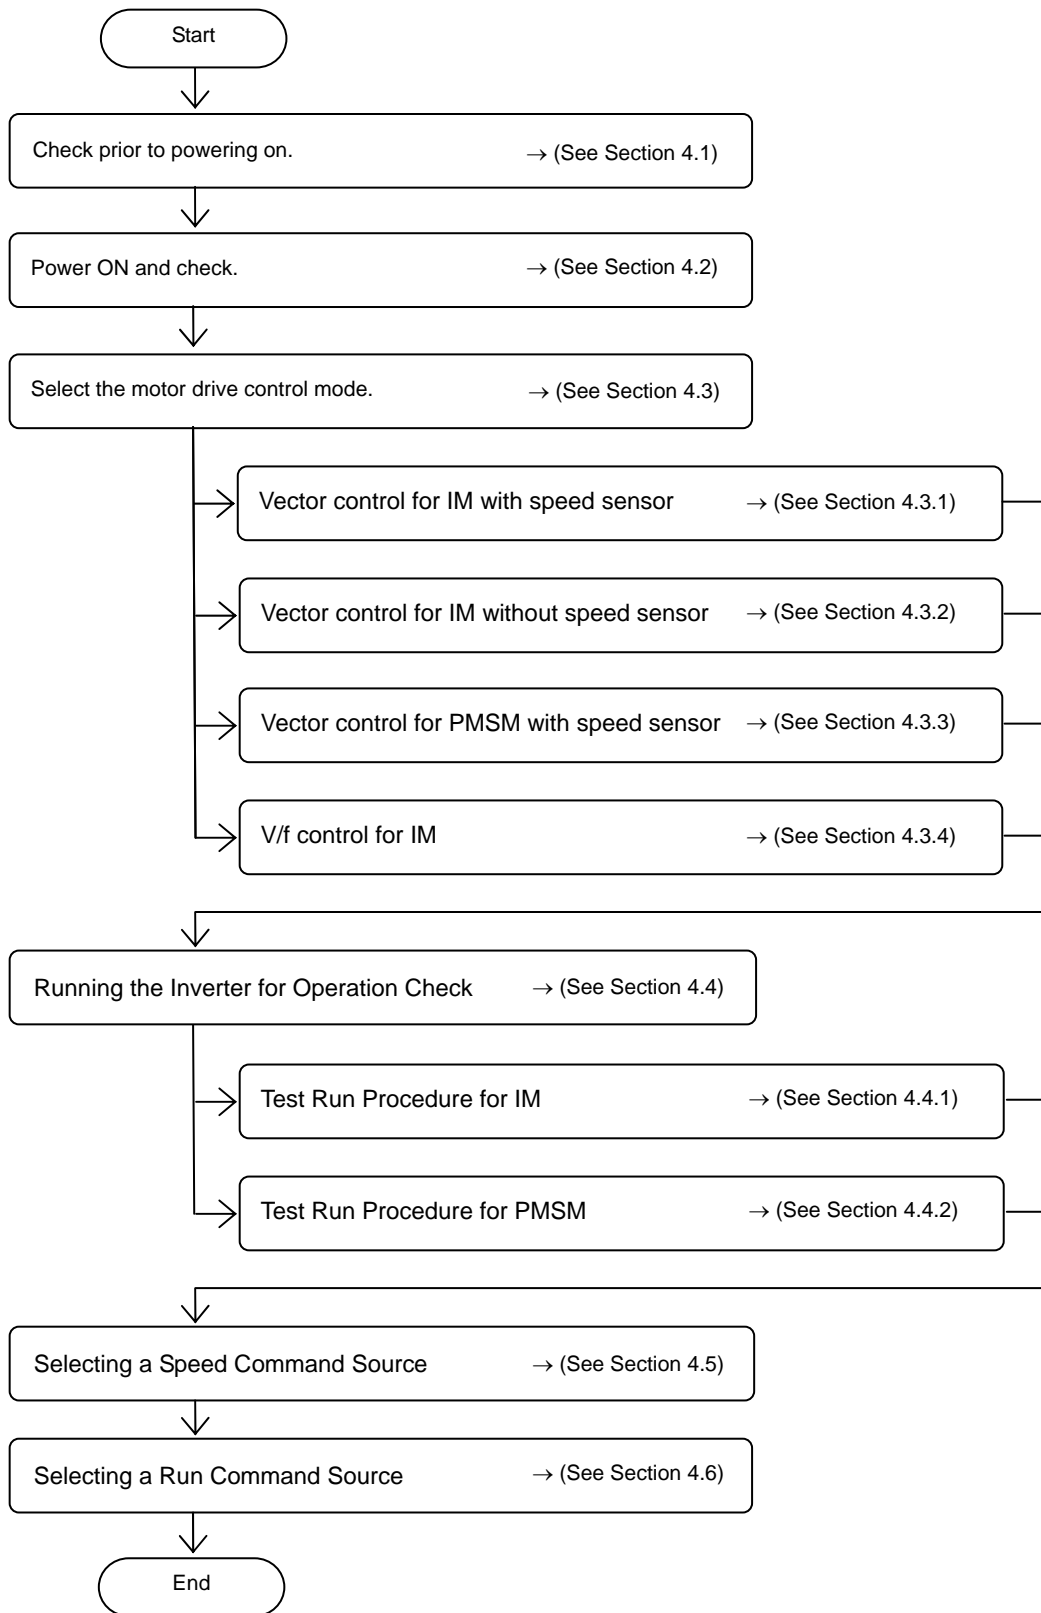 Start
Check prior to powering on. → (See Section 4.1)
Power ON and check. → (See Section 4.2)
Select the motor drive control mode. → (See Section 4.3)
Vector control for IM with speed sensor → (See Section 4.3.1)
Vector control for IM without speed sensor → (See Section 4.3.2)
Vector control for PMSM with speed sensor → (See Section 4.3.3)
V/f control for IM → (See Section 4.3.4)
Running the Inverter for Operation Check → (See Section 4.4)
Test Run Procedure for IM → (See Section 4.4.1)
Test Run Procedure for PMSM → (See Section 4.4.2)
Selecting a Speed Command Source → (See Section 4.5)
Selecting a Run Command Source → (See Section 4.6)
End